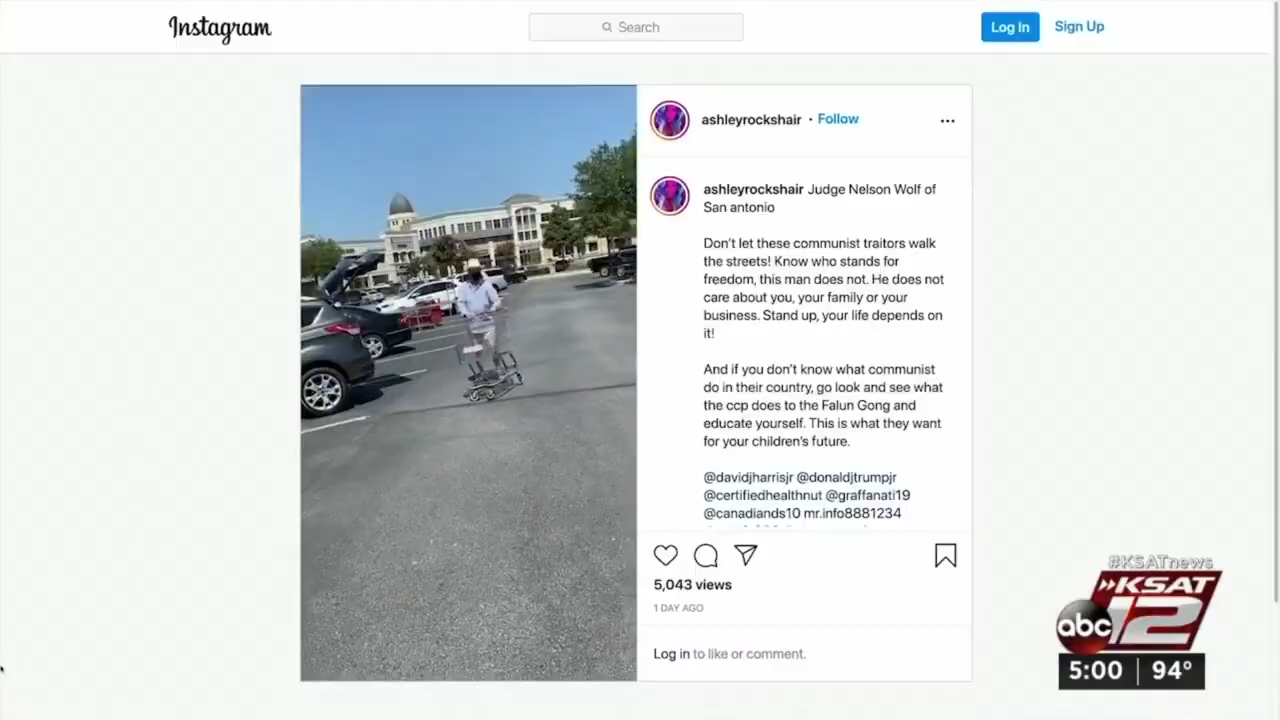 Instagram
Search
Log In
Sign Up
ashleyrockshair • Follow
ashleyrockshair Judge Nelson Wolf of
San antonio
Don't let these communist traitors walk
the streets! Know who stands for
freedom, this man does not. He does not
care about you, your family or your
business. Stand up, your life depends on
it!
And if you don't know what communist
do in their country, go look and see what
the ccp does to the Falun Gong and
educate yourself. This is what they want
for your children's future.
@davidjharrisjr @donaldjtrumpjr
@certifiedhealthnut @graffanati19
@canadiands10 mr.info8881234
5,043 views
1 DAY AGO
Log in to like or comment.
#KSATnews
KSAT
abc 12
5:00 | 94°